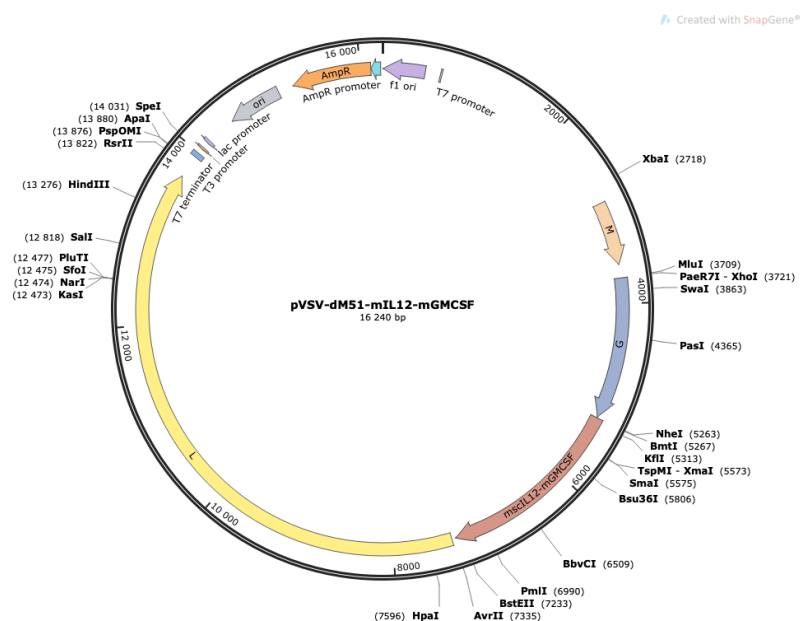 Created with SnapGene®
16 000
AmpR
AmpR promoter
f1 ori
T7 promoter
ori
lac promoter
T3 promoter
T7 terminator
2000
XbaI (2718)
M
MluI (3709)
PaeR7I - XhoI (3721)
SwaI (3863)
4000
G
PasI (4365)
NheI (5263)
BmtI (5267)
KflI (5313)
TspMI - XmaI (5573)
SmaI (5575)
Bsu36I (5806)
6000
mscIL12-mGMCSF
BbvCI (6509)
PmlI (6990)
BstEII (7233)
AvrII (7335)
(7596) HpaI
8000
10 000
L
12 000
(12 473) KasI
(12 474) NarI
(12 475) SfoI
(12 477) PluTI
(12 818) SalI
(13 276) HindIII
(13 822) RsrII
(13 876) PspOMI
(13 880) ApaI
(14 031) SpeI
14 000
pVSV-dM51-mIL12-mGMCSF
16 240 bp